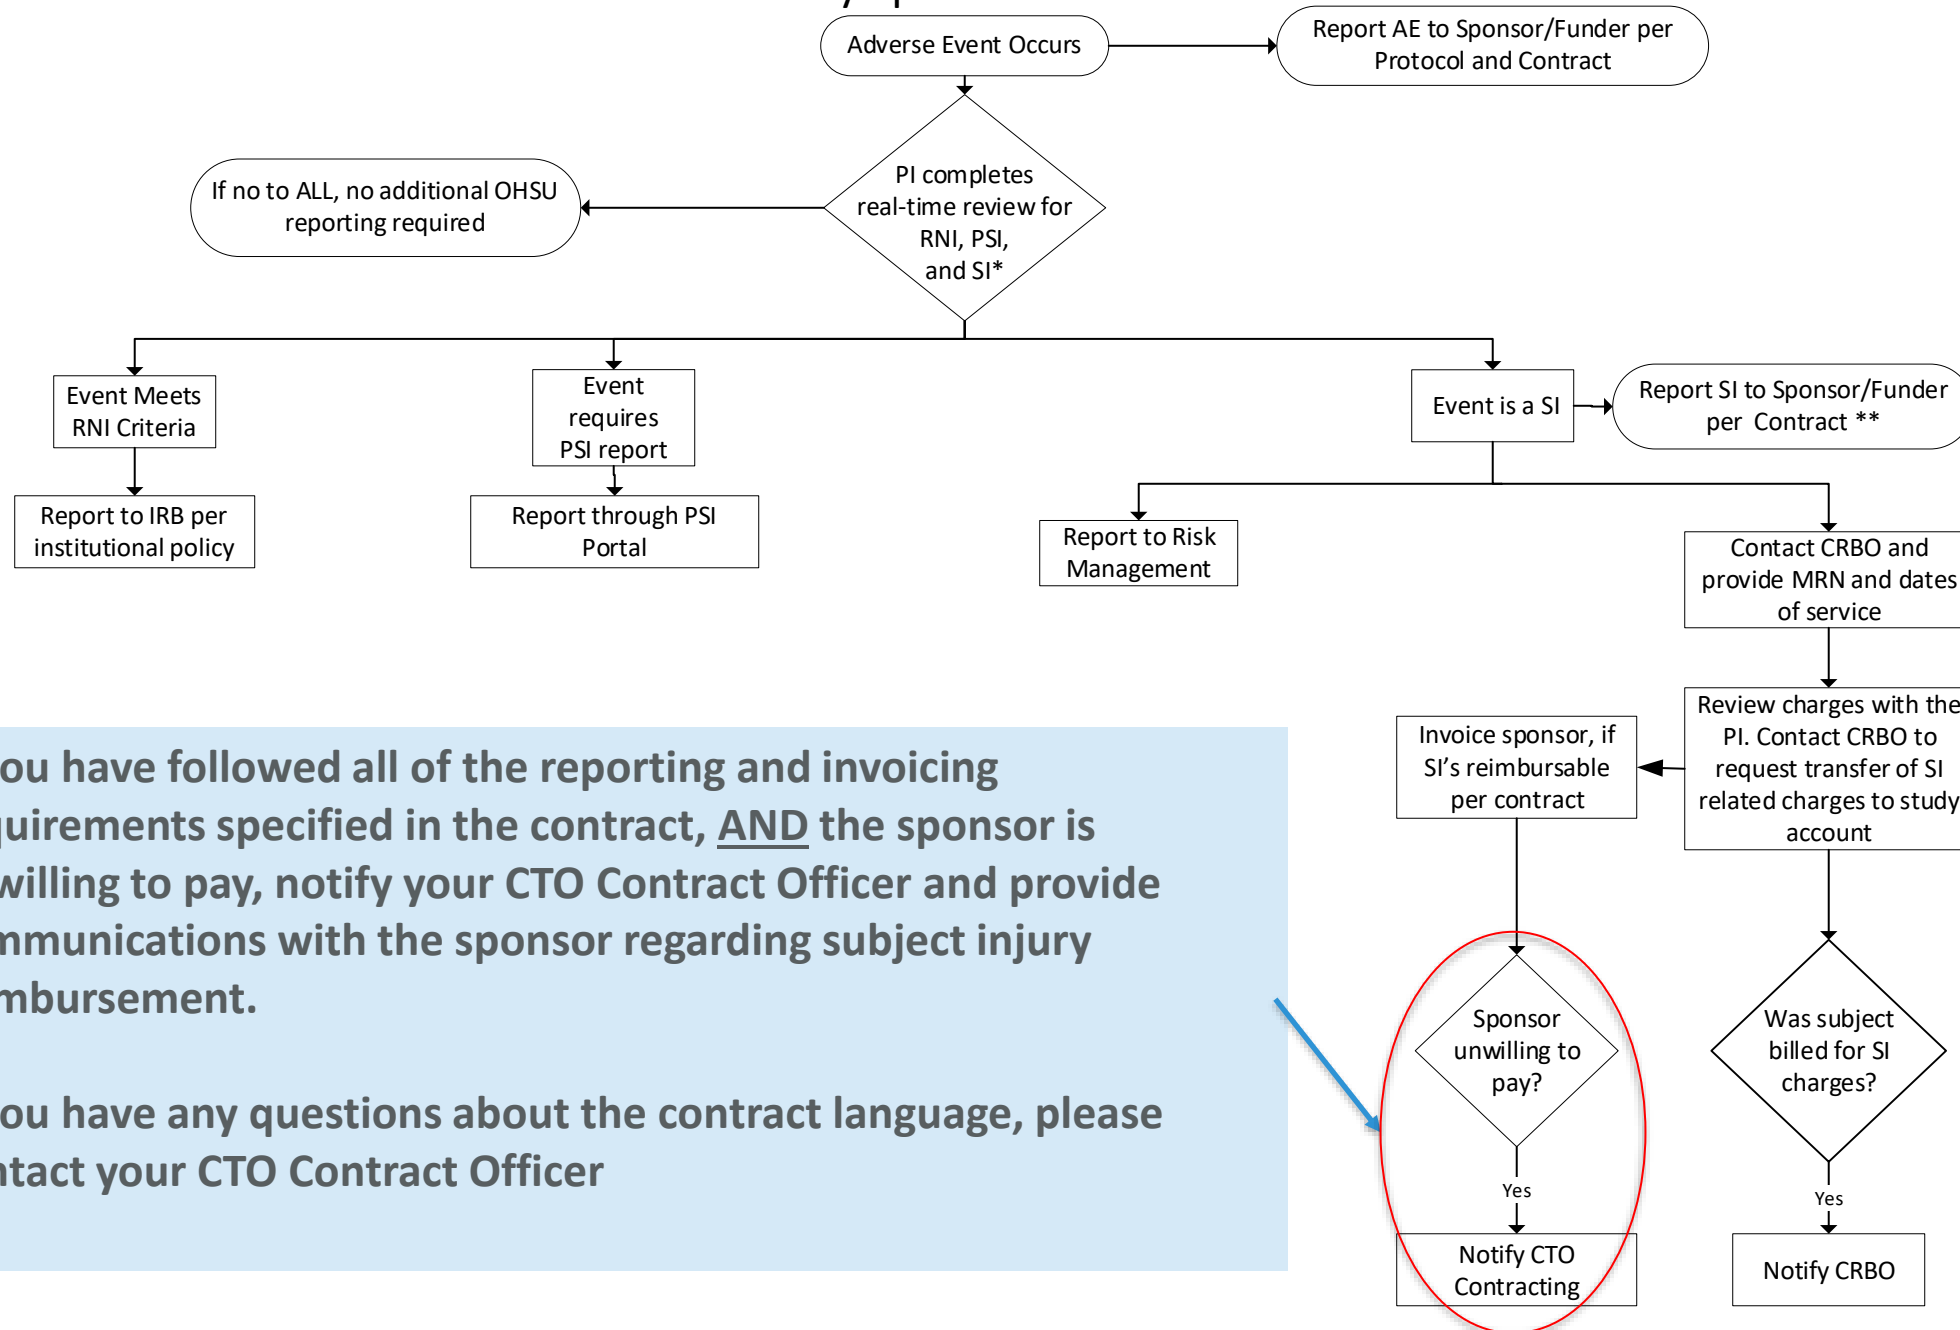 Adverse Event Occurs
Report AE to Sponsor/Funder per
Protocol and Contract
PI completes
real-time review for
RNI, PSI,
and SI*
If no to ALL, no additional OHSU
reporting required
Event Meets
RNI Criteria
Event
requires
PSI report
Event is a SI
Report SI to Sponsor/Funder
per Contract **
Report to IRB per
institutional policy
Report through PSI
Portal
Report to Risk
Management
Contact CRBO and
provide MRN and dates
of service
Invoice sponsor, if
SI's reimbursable
per contract
Review charges with the
PI. Contact CRBO to
request transfer of SI
related charges to study
account
ou have followed all of the reporting and invoicing
quirements specified in the contract, AND the sponsor is
willing to pay, notify your CTO Contract Officer and provide
mmunications with the sponsor regarding subject injury
mbursement.
ou have any questions about the contract language, please
ntact your CTO Contract Officer
Sponsor
unwilling to
pay?
Was subject
billed for SI
charges?
Yes
Yes
Notify CTO
Contracting
Notify CRBO